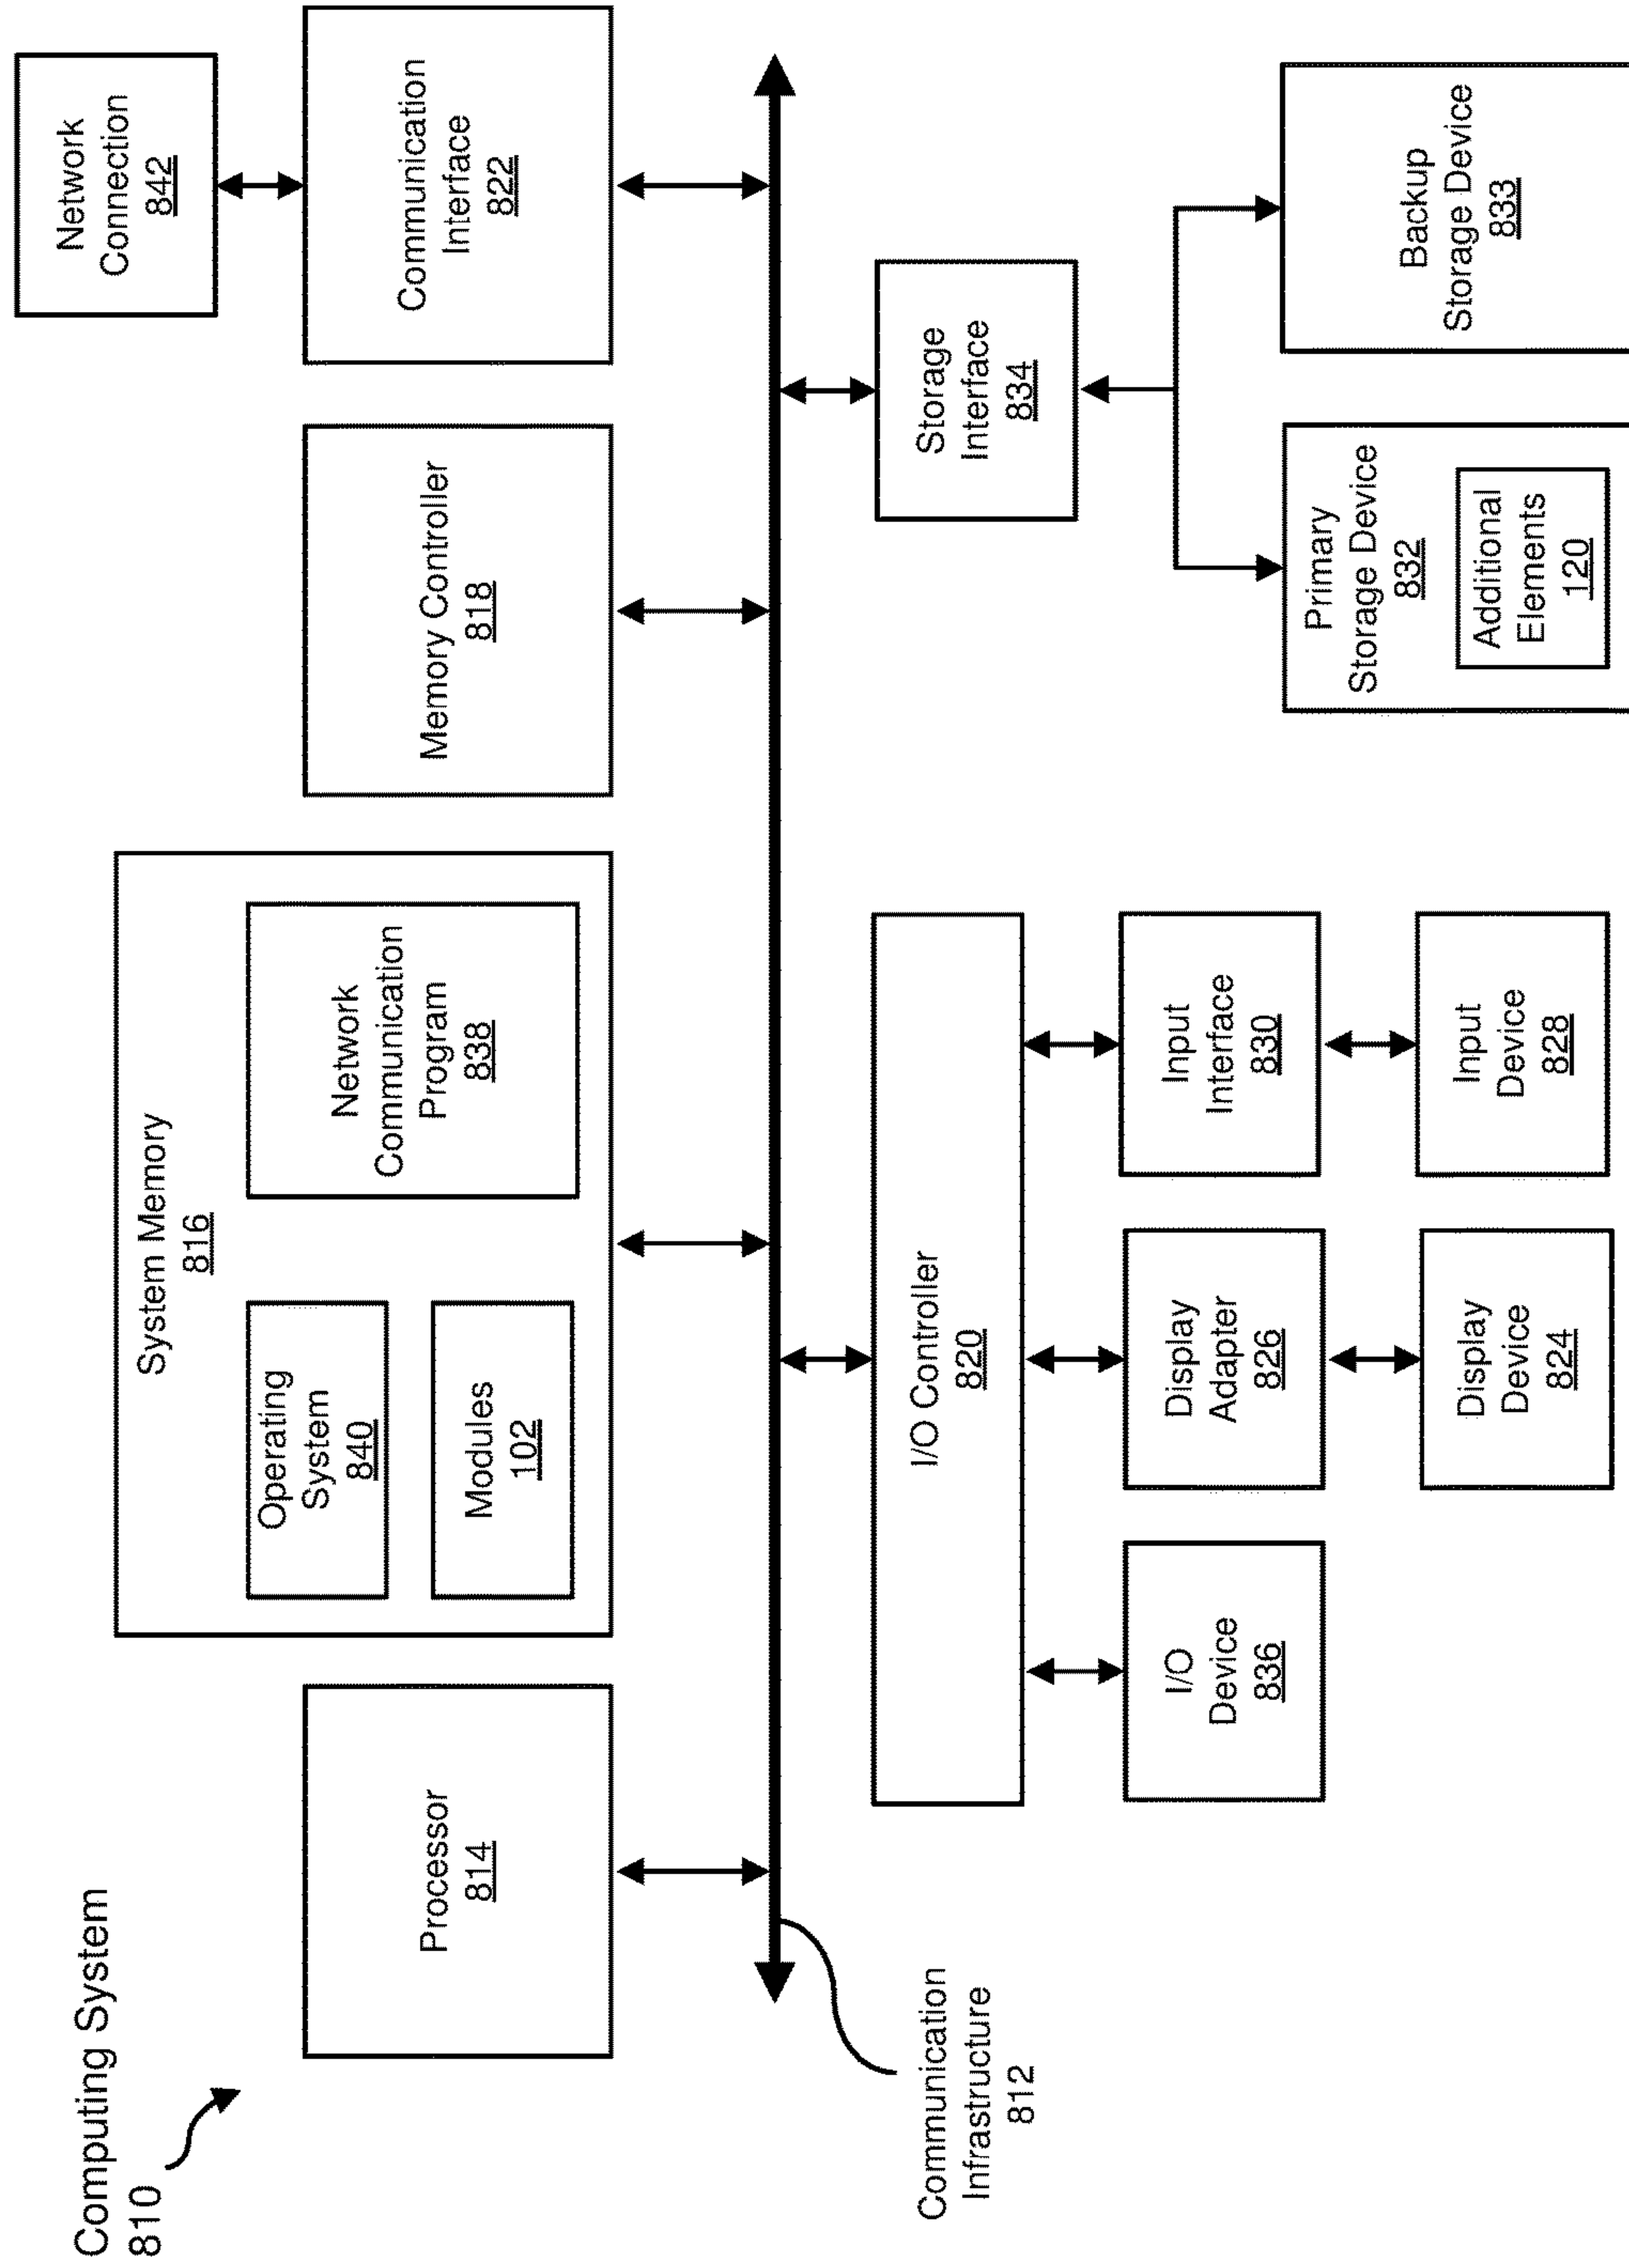 Computing System
810
Processor
814
System Memory
816
Operating
System
840
Modules
102
Network
Communication
Program
838
Memory Controller
818
Communication
Interface
822
Network
Connection
842
Communication
Infrastructure
812
I/O Controller
820
I/O
Device
836
Display
Adapter
826
Input
Interface
830
Display
Device
824
Input
Device
828
Storage
Interface
834
Primary
Storage Device
832
Additional
Elements
120
Backup
Storage Device
833